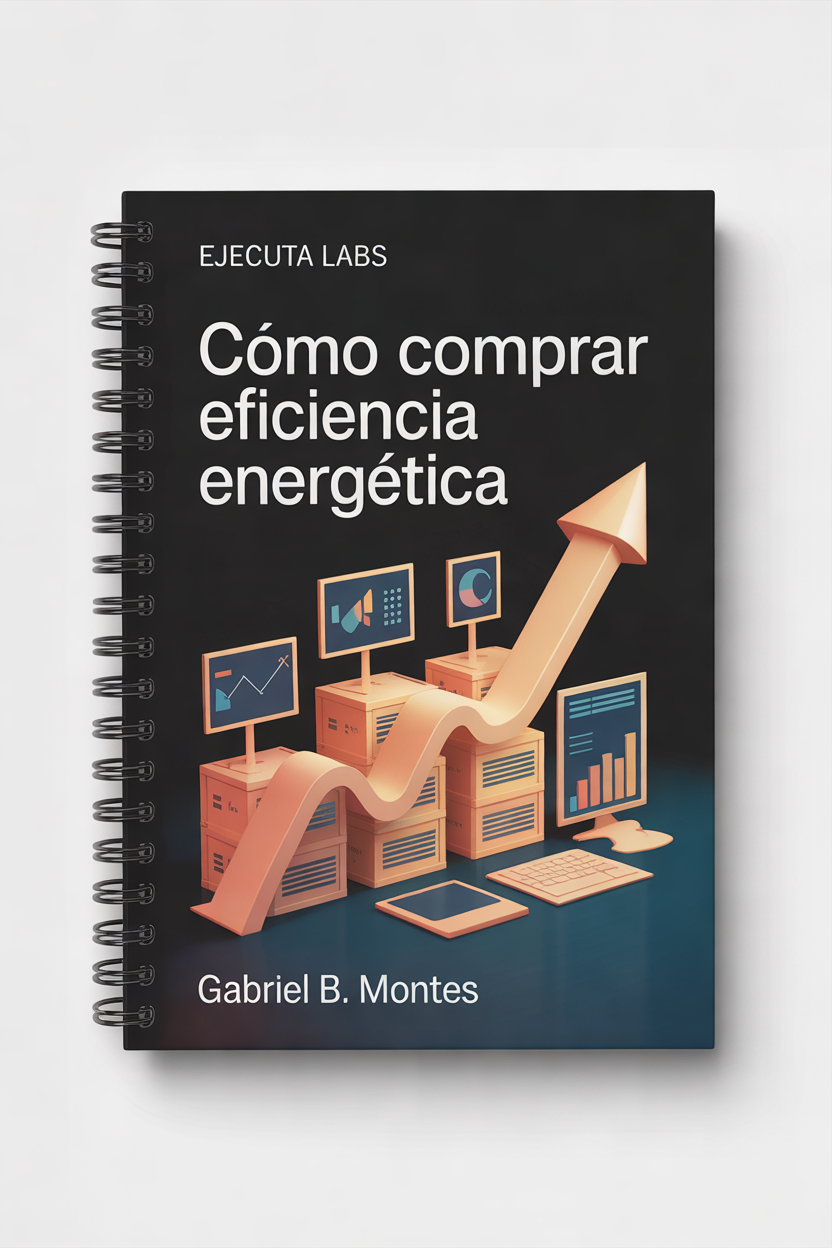 EJECUTA LABS
Cómo comprar
eficiencia
energética
Gabriel B. Montes